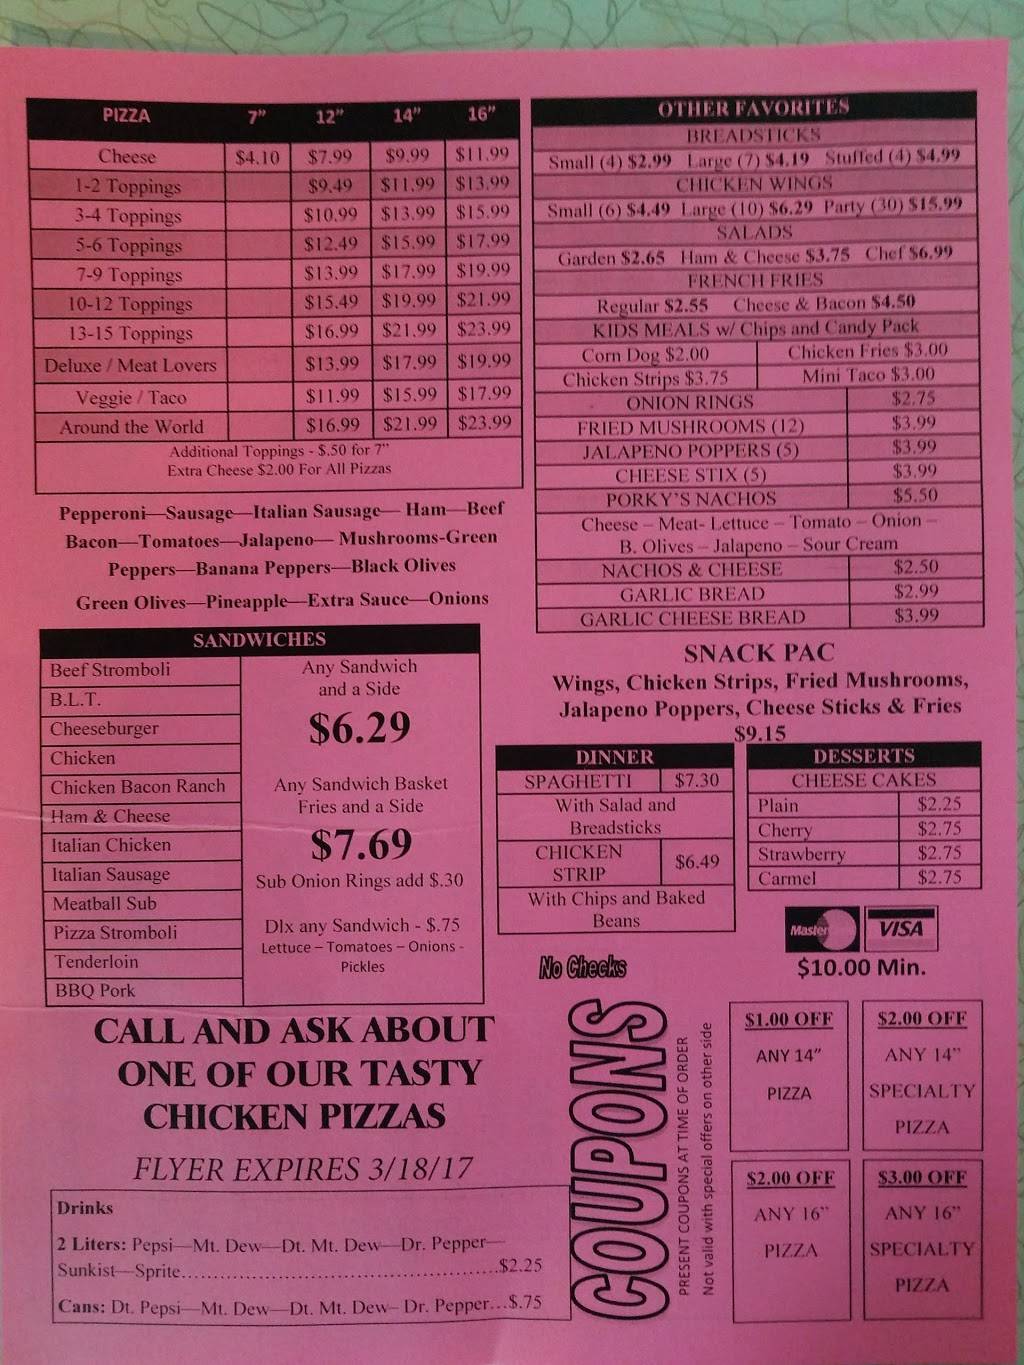 PIZZA 7” 12” 14” 16”
Cheese $4.10 $7.99 $9.99 $11.99
1-2 Toppings $9.49 $11.99 $13.99
3-4 Toppings $10.99 $13.99 $15.99
5-6 Toppings $12.49 $15.99 $17.99
7-9 Toppings $13.99 $17.99 $19.99
10-12 Toppings $15.49 $19.99 $21.99
13-15 Toppings $16.99 $21.99 $23.99
Deluxe / Meat Lovers $13.99 $17.99 $19.99
Veggie / Taco $11.99 $15.99 $17.99
Around the World $16.99 $21.99 $23.99
Additional Toppings - $.50 for 7”
Extra Cheese $2.00 For All Pizzas
Pepperoni—Sausage—Italian Sausage— Ham—Beef
Bacon—Tomatoes—Jalapeno— Mushrooms-Green
Peppers—Banana Peppers—Black Olives
Green Olives—Pineapple—Extra Sauce—Onions
SANDWICHES
Beef Stromboli
B.L.T.
Cheeseburger
Chicken
Chicken Bacon Ranch
Ham & Cheese
Italian Chicken
Italian Sausage
Meatball Sub
Pizza Stromboli
Tenderloin
BBQ Pork
Any Sandwich
and a Side
$6.29
Any Sandwich Basket
Fries and a Side
$7.69
Sub Onion Rings add $.30
Dlx any Sandwich - $.75
Lettuce – Tomatoes – Onions -
Pickles
CALL AND ASK ABOUT
ONE OF OUR TASTY
CHICKEN PIZZAS
FLYER EXPIRES 3/18/17
Drinks
2 Liters: Pepsi—Mt. Dew—Dt. Mt. Dew—Dr. Pepper—
Sunkist—Sprite..........................................$2.25
Cans: Dt. Pepsi—Mt. Dew—Dt. Mt. Dew– Dr. Pepper...$.75
OTHER FAVORITES
BREADSTICKS
Small (4) $2.99 Large (7) $4.19 Stuffed (4) $4.99
CHICKEN WINGS
Small (6) $4.49 Large (10) $6.29 Party (30) $15.99
SALADS
Garden $2.65 Ham & Cheese $3.75 Chef $6.99
FRENCH FRIES
Regular $2.55 Cheese & Bacon $4.50
KIDS MEALS w/ Chips and Candy Pack
Corn Dog $2.00 Chicken Fries $3.00
Chicken Strips $3.75 Mini Taco $3.00
ONION RINGS $2.75
FRIED MUSHROOMS (12) $3.99
JALAPENO POPPERS (5) $3.99
CHEESE STIX (5) $3.99
PORKY'S NACHOS $5.50
Cheese – Meat- Lettuce – Tomato – Onion –
B. Olives – Jalapeno – Sour Cream
NACHOS & CHEESE $2.50
GARLIC BREAD $2.99
GARLIC CHEESE BREAD $3.99
SNACK PAC
Wings, Chicken Strips, Fried Mushrooms,
Jalapeno Poppers, Cheese Sticks & Fries
$9.15
DINNER
SPAGHETTI $7.30
With Salad and
Breadsticks
CHICKEN
STRIP $6.49
With Chips and Baked
Beans
DESSERTS
CHEESE CAKES
Plain $2.25
Cherry $2.75
Strawberry $2.75
Carmel $2.75
Master VISA
$10.00 Min.
No Checks
COUPONS
PRESENT COUPONS AT TIME OF ORDER
Not valid with special offers on other side
$1.00 OFF
ANY 14”
PIZZA
$2.00 OFF
ANY 14”
SPECIALTY
PIZZA
$2.00 OFF
ANY 16”
PIZZA
$3.00 OFF
ANY 16”
SPECIALTY
PIZZA